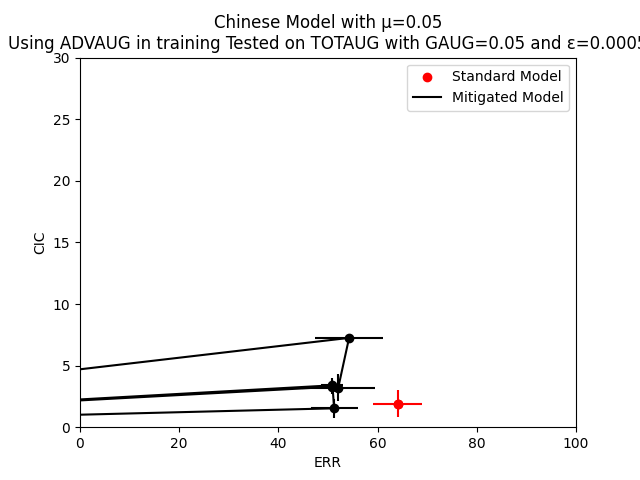 Chinese Model with μ=0.05
Using ADVAUG in training Tested on TOTAUG with GAUG=0.05 and ε=0.0005
Standard Model
Mitigated Model
30
25
20
15
10
5
0
CIC
0 20 40 60 80 100
ERR